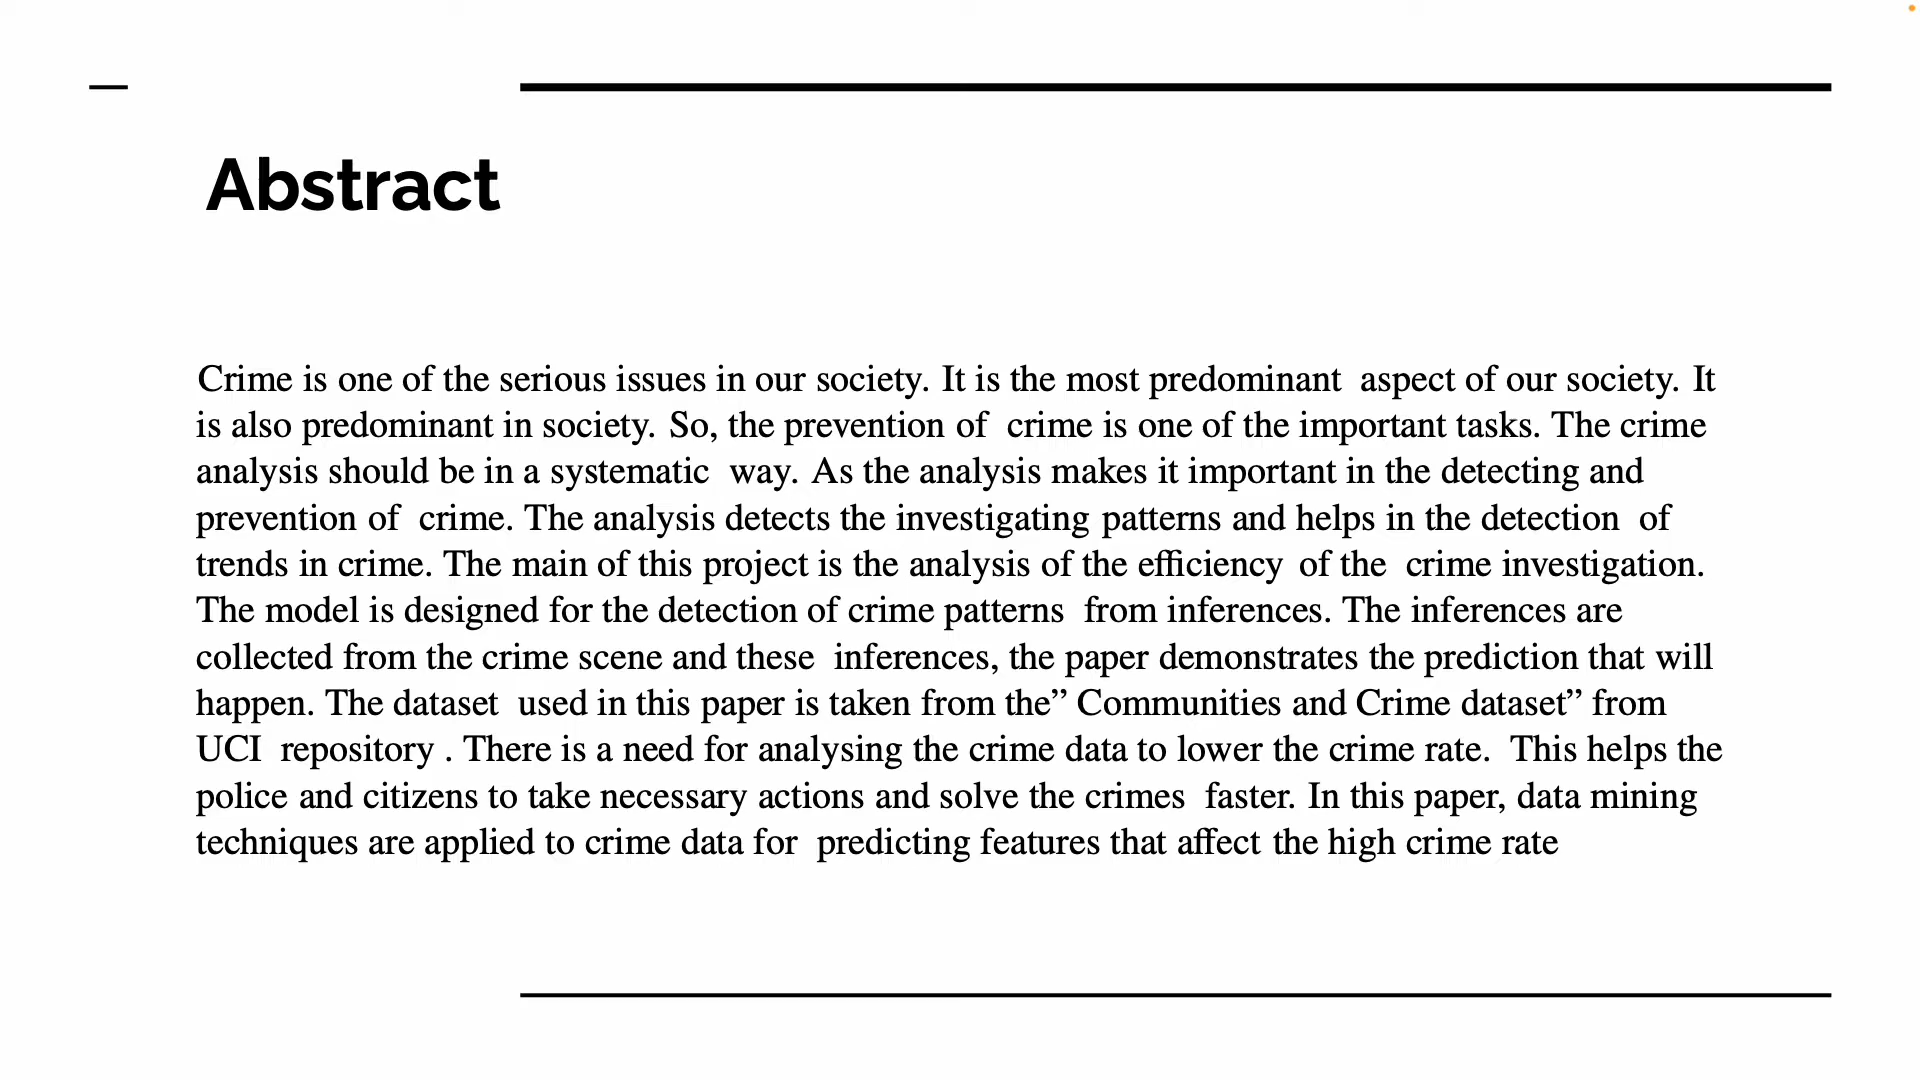 Abstract
Crime is one of the serious issues in our society. It is the most predominant  aspect of our society. It
is also predominant in society. So, the prevention of  crime is one of the important tasks. The crime
analysis should be in a systematic  way. As the analysis makes it important in the detecting and
prevention of  crime. The analysis detects the investigating patterns and helps in the detection  of
trends in crime. The main of this project is the analysis of the efficiency of the  crime investigation.
The model is designed for the detection of crime patterns  from inferences. The inferences are
collected from the crime scene and these  inferences, the paper demonstrates the prediction that will
happen. The dataset  used in this paper is taken from the” Communities and Crime dataset” from
UCI  repository . There is a need for analysing the crime data to lower the crime rate.  This helps the
police and citizens to take necessary actions and solve the crimes  faster. In this paper, data mining
techniques are applied to crime data for  predicting features that affect the high crime rate